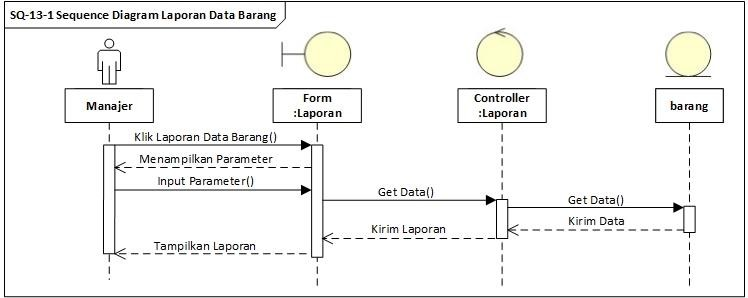 SQ-13-1 Sequence Diagram Laporan Data Barang
Manajer
Form
:Laporan
Controller
:Laporan
barang
Klik Laporan Data Barang()
Menampilkan Parameter
Input Parameter()
Get Data()
Get Data()
Kirim Data
Kirim Laporan
Tampilkan Laporan